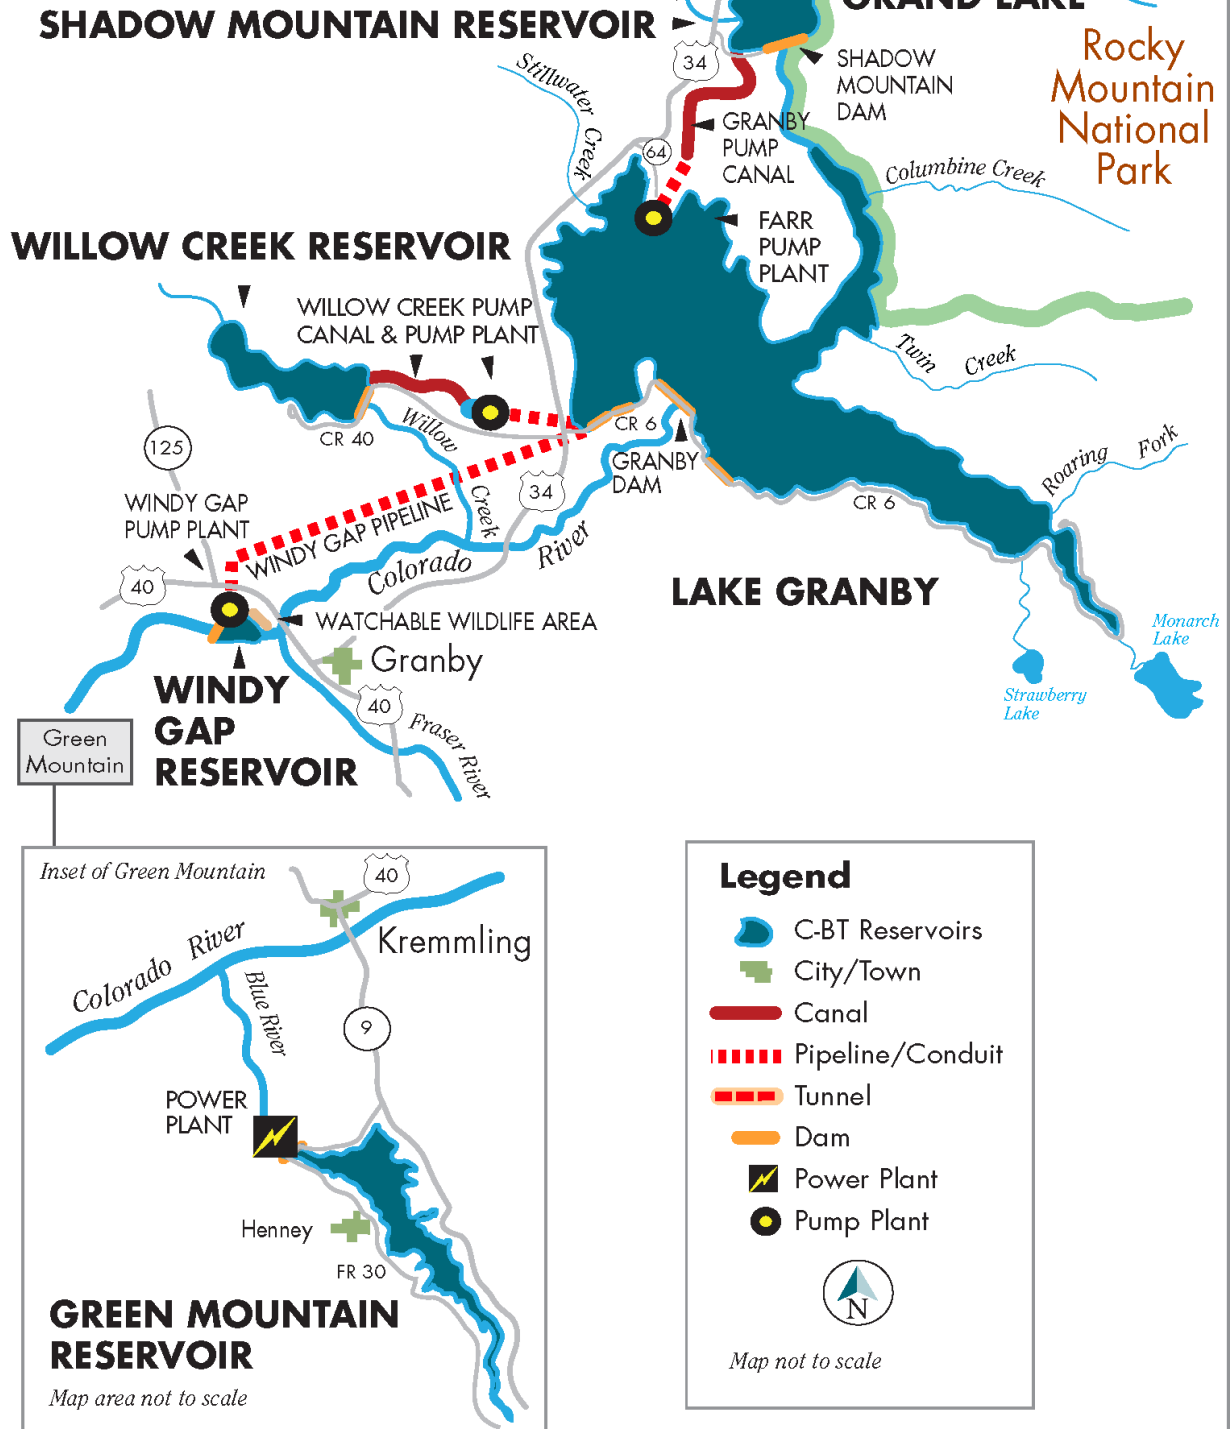 GRAND LAKE
SHADOW MOUNTAIN RESERVOIR
Rocky
Mountain
National
Park
34
SHADOW
MOUNTAIN
DAM
Stillwater Creek
GRANBY
PUMP
CANAL
64
Columbine Creek
FARR
PUMP
PLANT
WILLOW CREEK RESERVOIR
WILLOW CREEK PUMP
CANAL & PUMP PLANT
Twin Creek
CR 40
Willow Creek
CR 6
125
GRANBY
DAM
34
Roaring Fork
CR 6
WINDY GAP
PUMP PLANT
WINDY GAP PIPELINE
Colorado River
40
LAKE GRANBY
WATCHABLE WILDLIFE AREA
Monarch
Lake
Granby
Strawberry
Lake
WINDY
GAP
RESERVOIR
40
Fraser River
Green
Mountain
Inset of Green Mountain
40
Kremmling
Colorado River
Blue River
9
POWER
PLANT
Henney
FR 30
GREEN MOUNTAIN
RESERVOIR
Map area not to scale
Legend
C-BT Reservoirs
City/Town
Canal
Pipeline/Conduit
Tunnel
Dam
Power Plant
Pump Plant
N
Map not to scale